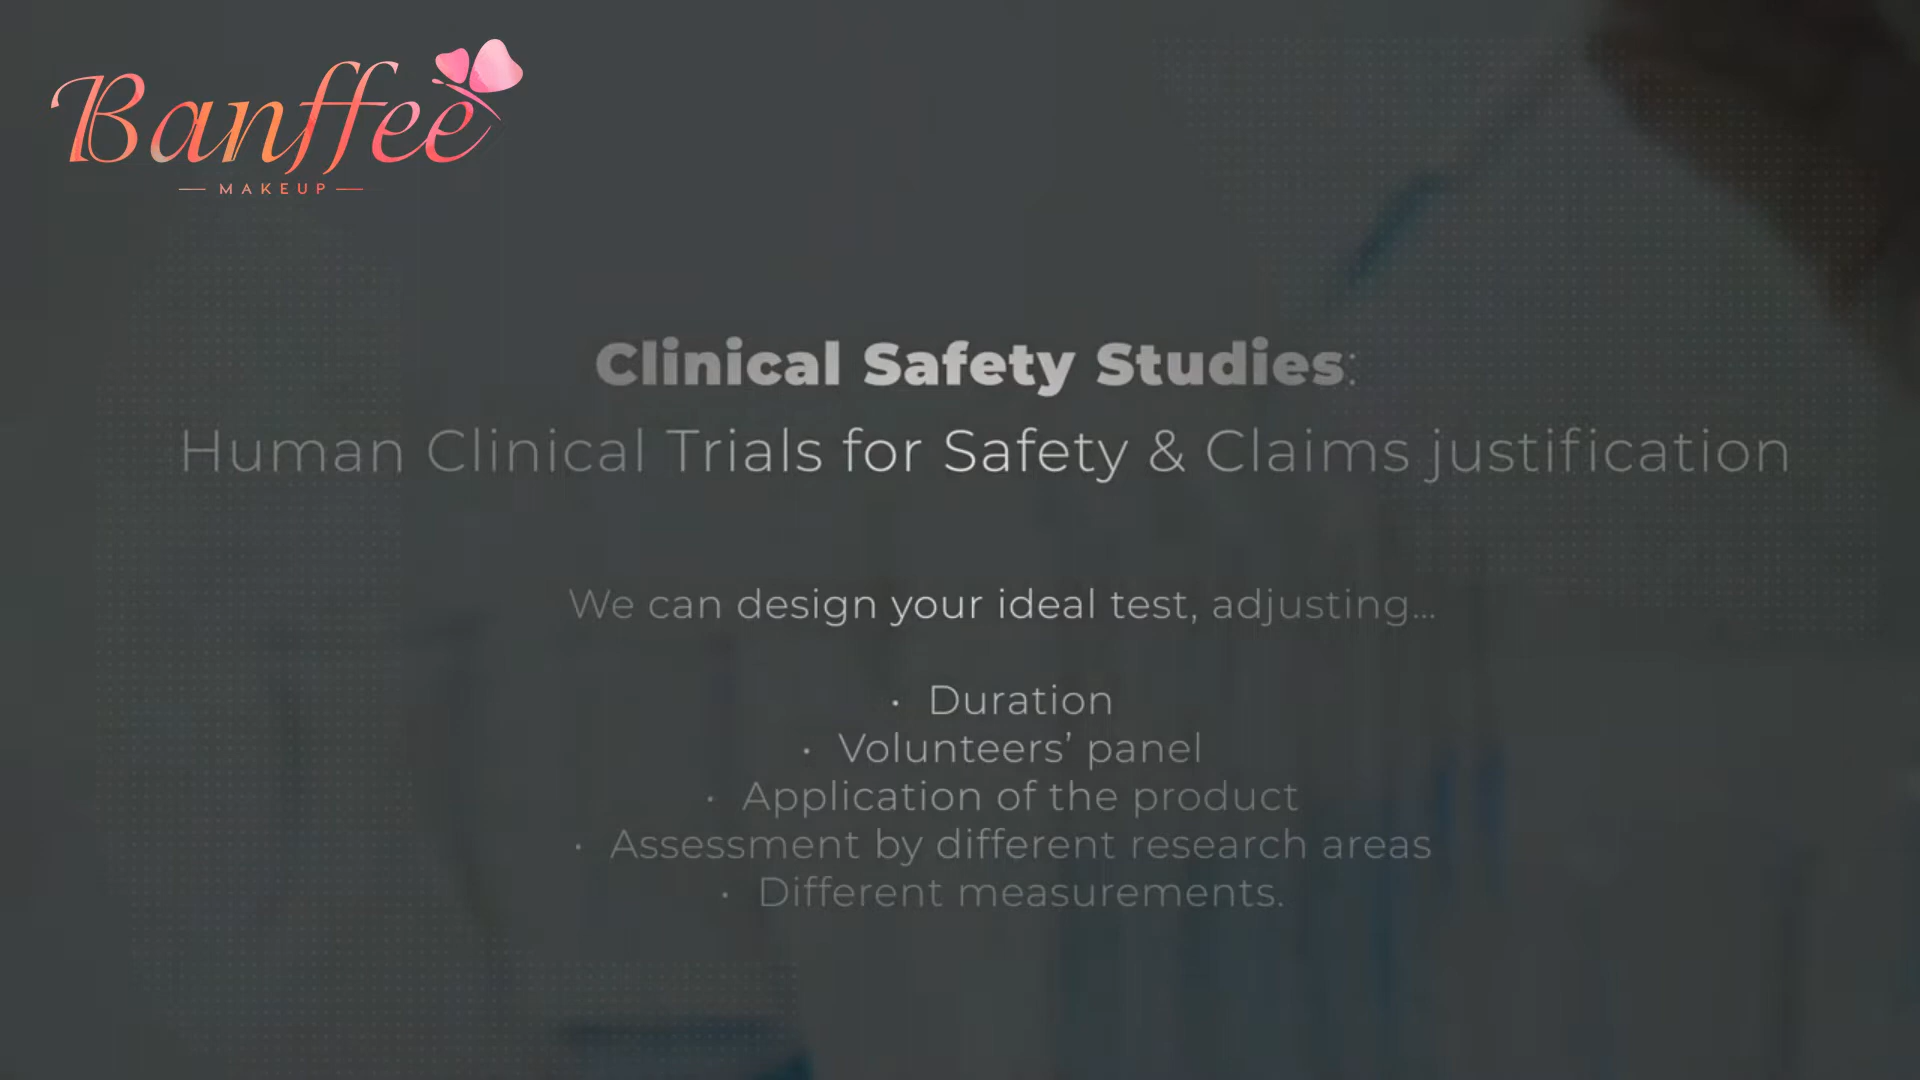 Banffee
MAKEUP
Clinical Safety Studies:
Human Clinical Trials for Safety & Claims justification
We can design your ideal test, adjusting...
• Duration
• Volunteers’ panel
• Application of the product
• Assessment by different research areas
• Different measurements.